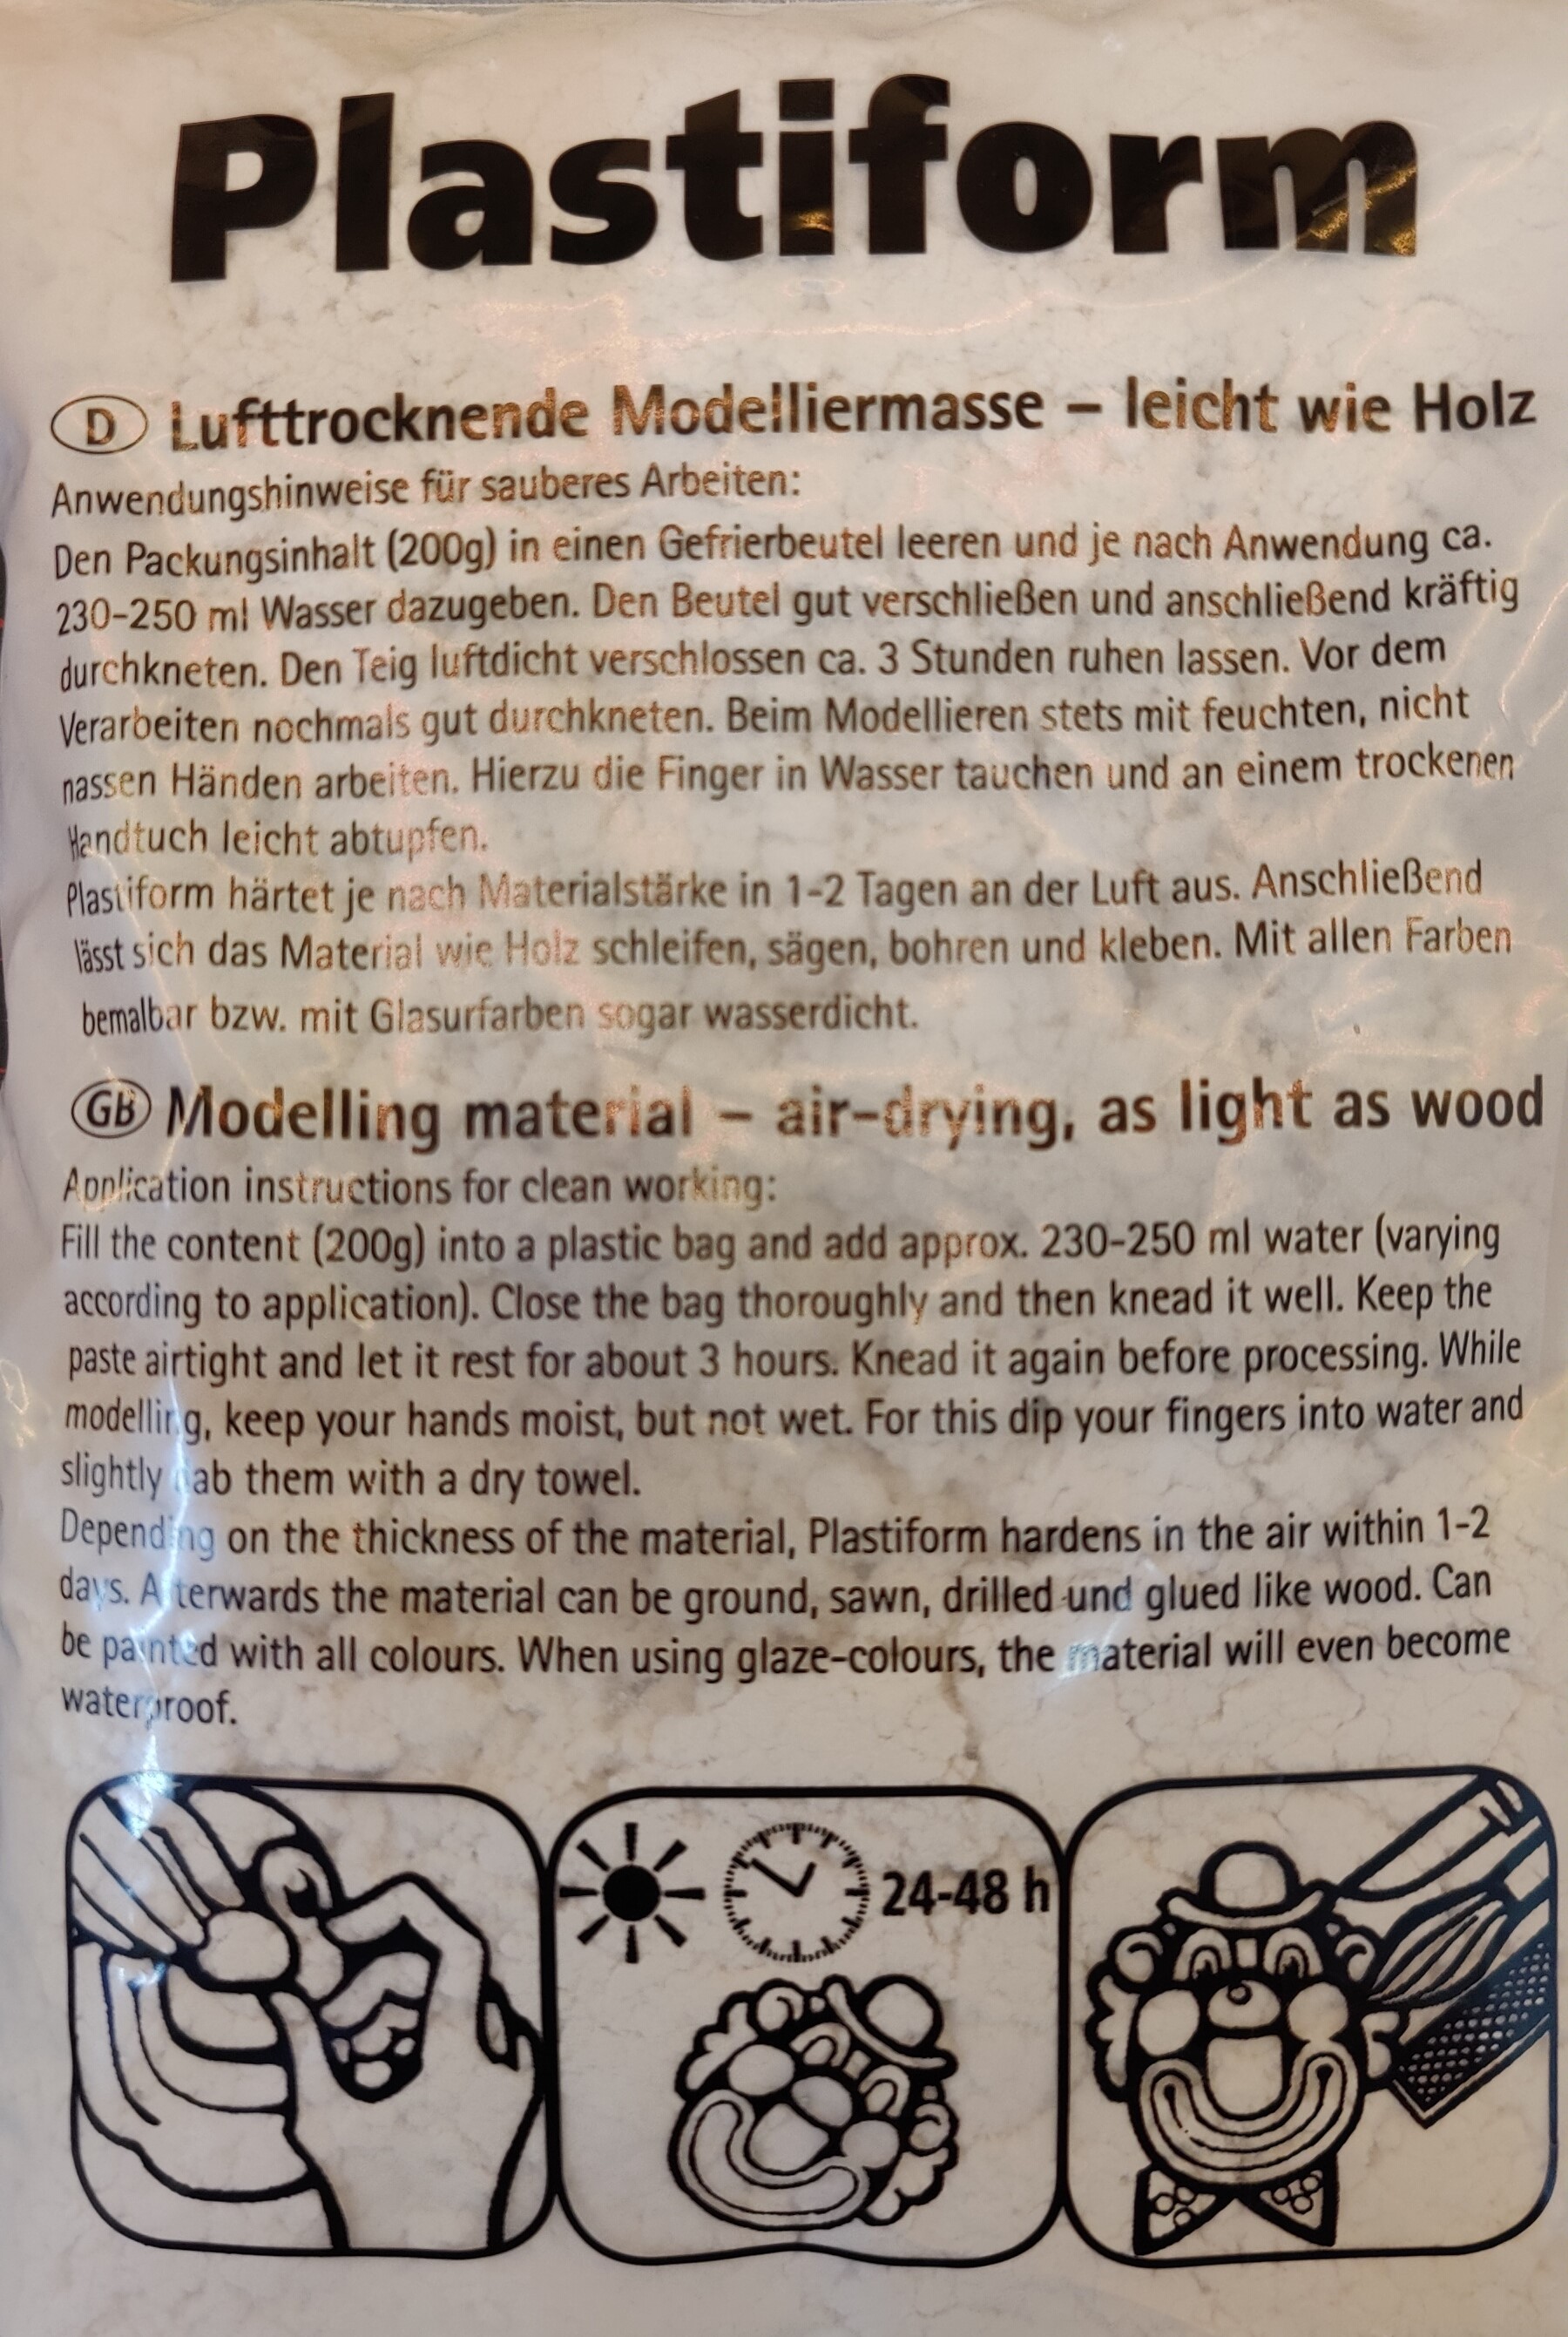 Plastiform
D Lufttrocknende Modelliermasse – leicht wie Holz
Anwendungshinweise für sauberes Arbeiten:
Den Packungsinhalt (200g) in einen Gefrierbeutel leeren und je nach Anwendung ca.
230-250 ml Wasser dazugeben. Den Beutel gut verschließen und anschließend kräftig
durchkneten. Den Teig luftdicht verschlossen ca. 3 Stunden ruhen lassen. Vor dem
Verarbeiten nochmals gut durchkneten. Beim Modellieren stets mit feuchten, nicht
nassen Händen arbeiten. Hierzu die Finger in Wasser tauchen und an einem trockenen
Handtuch leicht abtupfen.
Plastiform härtet je nach Materialstärke in 1-2 Tagen an der Luft aus. Anschließend
lässt sich das Material wie Holz schleifen, sägen, bohren und kleben. Mit allen Farben
bemalbar bzw. mit Glasurfarben sogar wasserdicht.
GB Modelling material – air-drying, as light as wood
Application instructions for clean working:
Fill the content (200g) into a plastic bag and add approx. 230-250 ml water (varying
according to application). Close the bag thoroughly and then knead it well. Keep the
paste airtight and let it rest for about 3 hours. Knead it again before processing. While
modelling, keep your hands moist, but not wet. For this dip your fingers into water and
slightly dab them with a dry towel.
Depending on the thickness of the material, Plastiform hardens in the air within 1-2
days. Afterwards the material can be ground, sawn, drilled und glued like wood. Can
be painted with all colours. When using glaze-colours, the material will even become
waterproof.
24-48 h